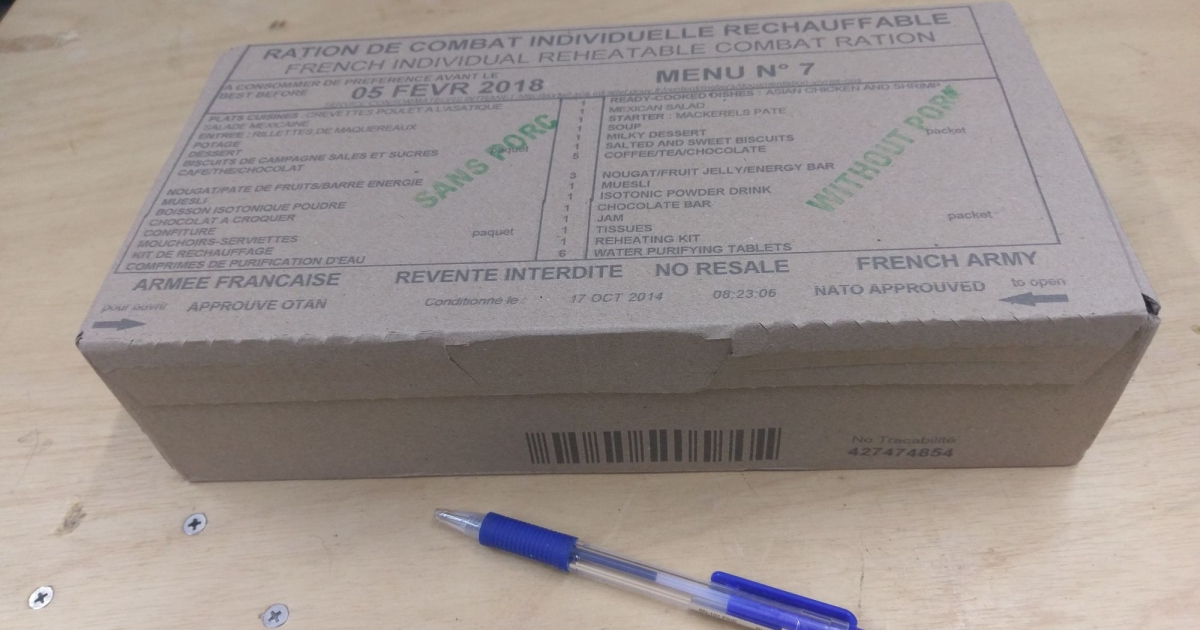 RATION DE COMBAT INDIVIDUELLE RECHAUFFABLE
FRENCH INDIVIDUAL REHEATABLE COMBAT RATION
A CONSOMMER DE PREFERENCE AVANT LE
BEST BEFORE
05 FEVR 2018
MENU N° 7
PLATS CUISINES : CREVETTES POULET A L'ASATIQUE
SALADE MEXICAINE
ENTREE : RILLETTES DE MAQUEREAUX
POTAGE
DESSERT
BISCUITS DE CAMPAGNE SALES ET SUCRES
CAFE/THE/CHOCOLAT
paquet
NOUGAT/PATE DE FRUITS/BARRE ENERGIE
MUESLI
BOISSON ISOTONIQUE POUDRE
CHOCOLAT A CROQUER
CONFITURE
MOUCHOIRS-SERVIETTES
paquet
KIT DE RECHAUFFAGE
COMPRIMES DE PURIFICATION D'EAU
SANS PORC
1
1
1
1
1
1
5
3
1
1
1
1
1
1
6
READY-COOKED DISHES : ASIAN CHICKEN AND SHRIMP
MEXICAN SALAD
STARTER : MACKERELS PATE
SOUP
MILKY DESSERT
SALTED AND SWEET BISCUITS
packet
COFFEE/TEA/CHOCOLATE
NOUGAT/FRUIT JELLY/ENERGY BAR
MUESLI
ISOTONIC POWDER DRINK
CHOCOLATE BAR
JAM
TISSUES
packet
REHEATING KIT
WATER PURIFYING TABLETS
WITHOUT PORK
ARMEE FRANCAISE
REVENTE INTERDITE
NO RESALE
FRENCH ARMY
pour ouvrir
APPROUVE OTAN
Conditionne le :
17 OCT 2014
08:23:06
NATO APPROUVED
to open
No Tracabilité
427474854